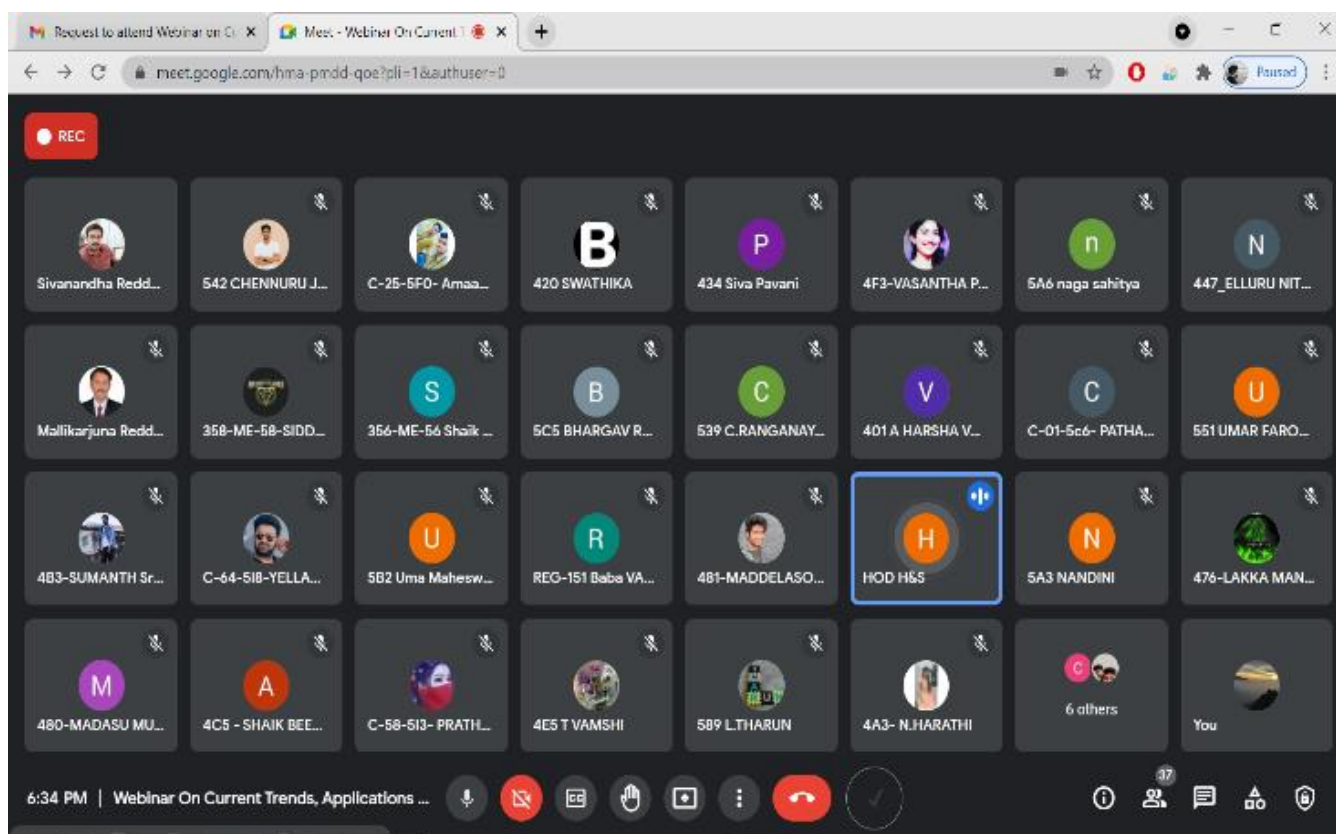 Request to attend Webinar on C
Meet - Webinar On Current T
meet.google.com/hma-pmdd-qoe?pli=1&authuser=0
Paused
REC
Sivanandha Redd...
542 CHENNURU J...
C-25-5F0- Amaa...
420 SWATHIKA
434 Siva Pavani
4F3-VASANTHA P...
5A6 naga sahitya
447_ELLURU NIT...
Mallikarjuna Redd...
358-ME-58-SIDD...
356-ME-56 Shaik ...
5C5 BHARGAV R...
539 C.RANGANAY...
401 A HARSHA V...
C-01-5c6- PATHA...
551 UMAR FARO...
4B3-SUMANTH Sr...
C-64-5I8-YELLA...
5B2 Uma Mahesw...
REG-151 Baba VA...
481-MADDELASO...
HOD H&S
5A3 NANDINI
476-LAKKA MAN...
480-MADASU MU...
4C5 - SHAIK BEE...
C-58-5I3- PRATH...
4E5 T VAMSHI
589 L.THARUN
4A3- N.HARATHI
6 others
You
6:34 PM | Webinar On Current Trends, Applications ...
37